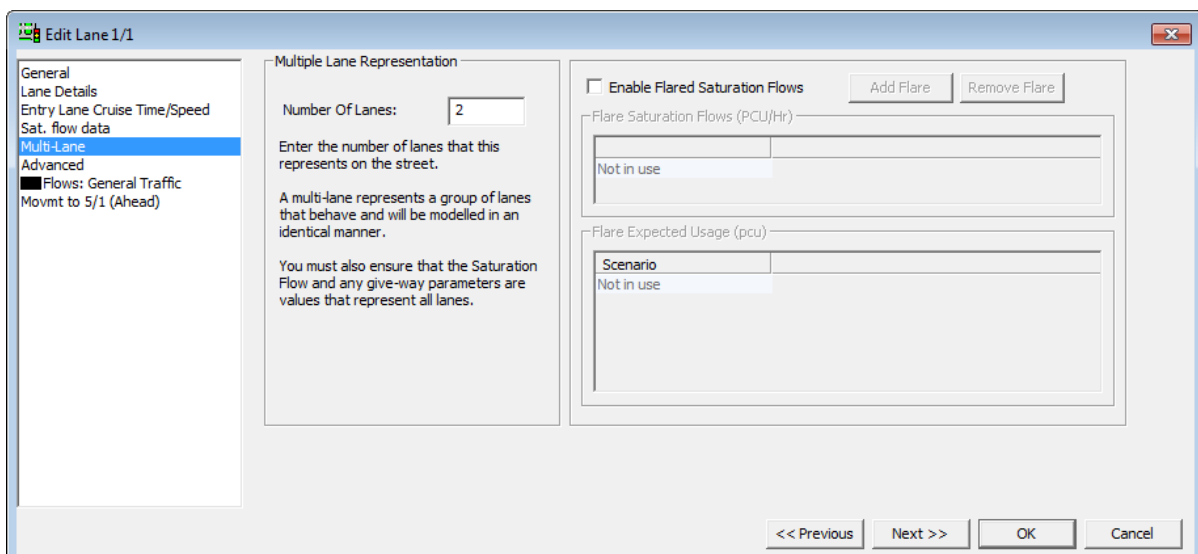 Edit Lane 1/1
General
Lane Details
Entry Lane Cruise Time/Speed
Sat. flow data
Multi-Lane
Advanced
Flows: General Traffic
Movmt to 5/1 (Ahead)
Multiple Lane Representation
Number Of Lanes: 2
Enter the number of lanes that this
represents on the street.
A multi-lane represents a group of lanes
that behave and will be modelled in an
identical manner.
You must also ensure that the Saturation
Flow and any give-way parameters are
values that represent all lanes.
Enable Flared Saturation Flows Add Flare Remove Flare
Flare Saturation Flows (PCU/Hr)
Not in use
Flare Expected Usage (pcu)
Scenario
Not in use
<< Previous Next >> OK Cancel